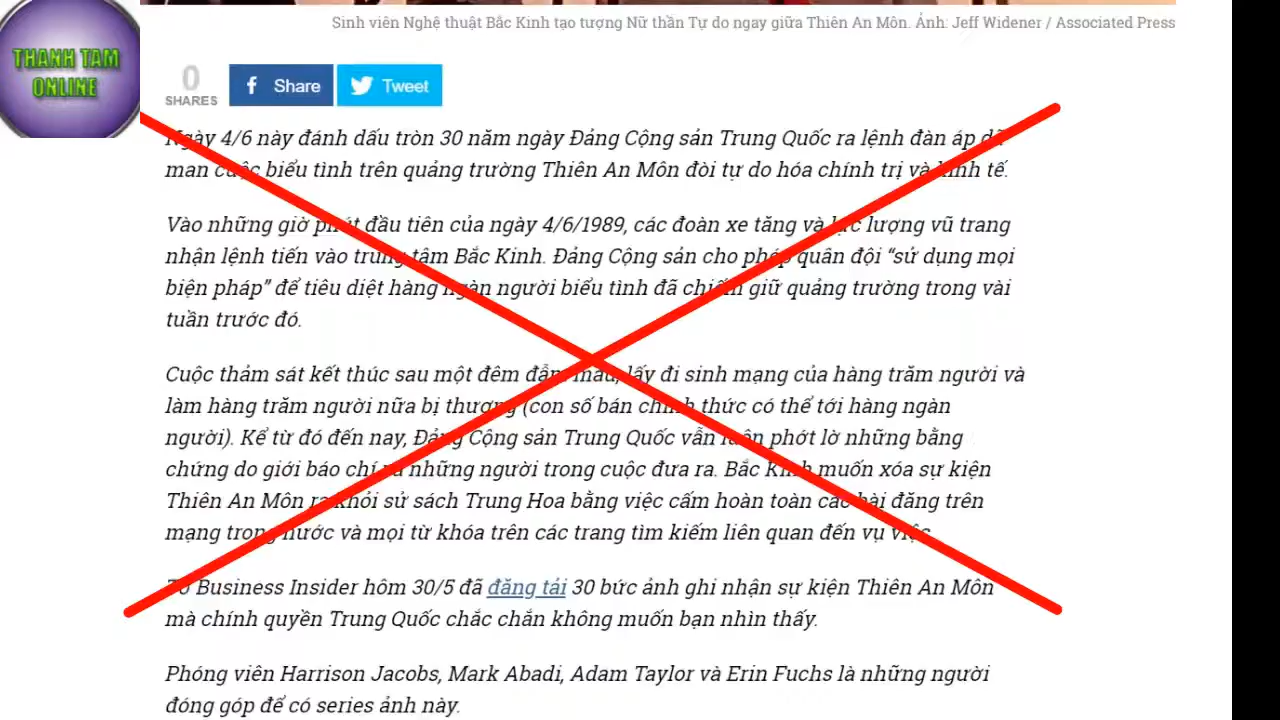 Sinh viên Nghệ thuật Bắc Kinh tạo tượng Nữ thần Tự do ngay giữa Thiên An Môn. Ảnh: Jeff Widener / Associated Press
THANH TAM
ONLINE
0
SHARES
Share
Tweet
Ngày 4/6 này đánh dấu tròn 30 năm ngày Đảng Cộng sản Trung Quốc ra lệnh đàn áp dã
man cuộc biểu tình trên quảng trường Thiên An Môn đòi tự do hóa chính trị và kinh tế.
Vào những giờ phút đầu tiên của ngày 4/6/1989, các đoàn xe tăng và lực lượng vũ trang
nhận lệnh tiến vào trung tâm Bắc Kinh. Đảng Cộng sản cho phép quân đội “sử dụng mọi
biện pháp” để tiêu diệt hàng ngàn người biểu tình đã chiếm giữ quảng trường trong vài
tuần trước đó.
Cuộc thảm sát kết thúc sau một đêm đẫm máu, lấy đi sinh mạng của hàng trăm người và
làm hàng trăm người nữa bị thương (con số bán chính thức có thể tới hàng ngàn
người). Kể từ đó đến nay, Đảng Cộng sản Trung Quốc vẫn luôn phớt lờ những bằng
chứng do giới báo chí và những người trong cuộc đưa ra. Bắc Kinh muốn xóa sự kiện
Thiên An Môn ra khỏi sử sách Trung Hoa bằng việc cấm hoàn toàn các bài đăng trên
mạng trong nước và mọi từ khóa trên các trang tìm kiếm liên quan đến vụ việc.
Tờ Business Insider hôm 30/5 đã đăng tải 30 bức ảnh ghi nhận sự kiện Thiên An Môn
mà chính quyền Trung Quốc chắc chắn không muốn bạn nhìn thấy.
Phóng viên Harrison Jacobs, Mark Abadi, Adam Taylor và Erin Fuchs là những người
đóng góp để có series ảnh này.